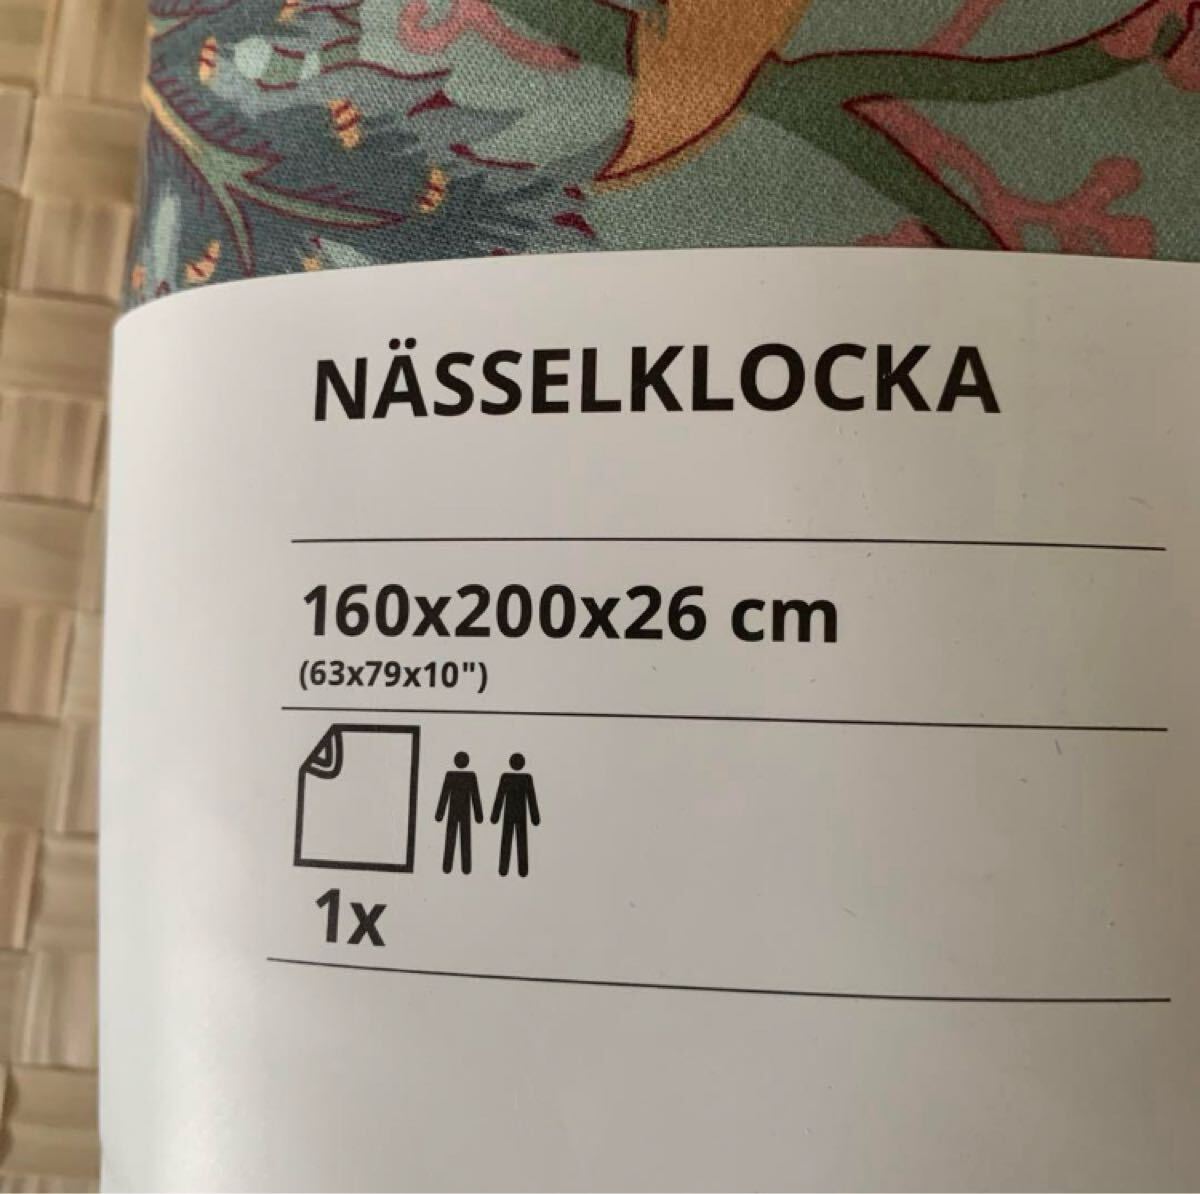 NÄSSELKLOCKA
160x200x26 cm
(63x79x10")
1x